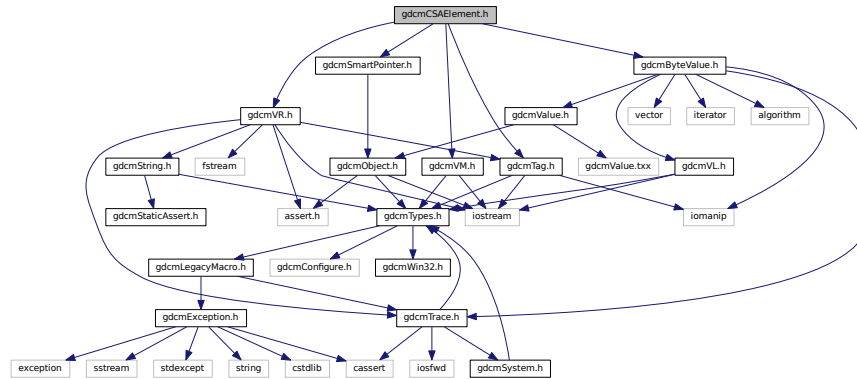 gdcmCSAElement.h
gdcmSmartPointer.h
gdcmByteValue.h
gdcmVR.h
gdcmValue.h
vector
iterator
algorithm
gdcmString.h
fstream
gdcmObject.h
gdcmVM.h
gdcmTag.h
gdcmValue.txx
gdcmVL.h
gdcmStaticAssert.h
assert.h
gdcmTypes.h
iostream
iomanip
gdcmLegacyMacro.h
gdcmConfigure.h
gdcmWin32.h
gdcmException.h
gdcmTrace.h
exception
sstream
stdexcept
string
cstdlib
cassert
iosfwd
gdcmSystem.h